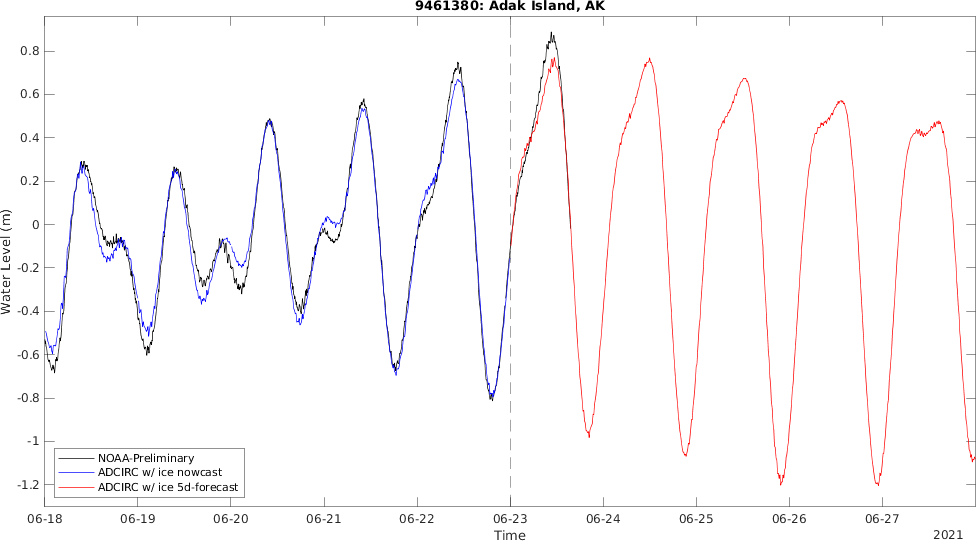 9461380: Adak Island, AK
Water Level (m)
0.8
0.6
0.4
0.2
0
-0.2
-0.4
-0.6
-0.8
-1
-1.2
NOAA-Preliminary
ADCIRC w/ ice nowcast
ADCIRC w/ ice 5d-forecast
06-18 06-19 06-20 06-21 06-22 06-23 06-24 06-25 06-26 06-27
Time
2021